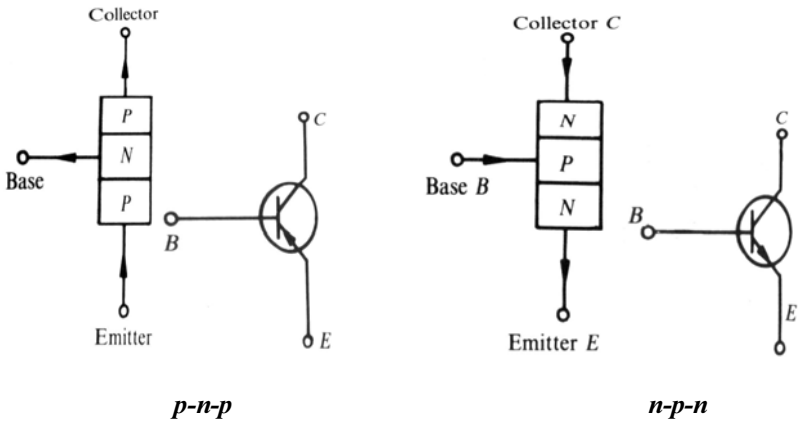 Collector
P
N
P
Base
Emitter
C
B
E
p-n-p
Collector C
N
P
N
Base B
Emitter E
C
B
E
n-p-n